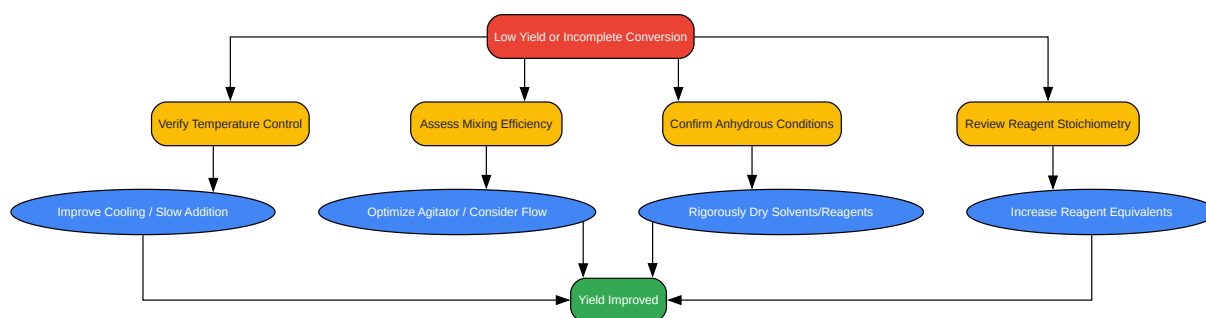 Low Yield or Incomplete Conversion
Verify Temperature Control
Assess Mixing Efficiency
Confirm Anhydrous Conditions
Review Reagent Stoichiometry
Improve Cooling / Slow Addition
Optimize Agitator / Consider Flow
Rigorously Dry Solvents/Reagents
Increase Reagent Equivalents
Yield Improved